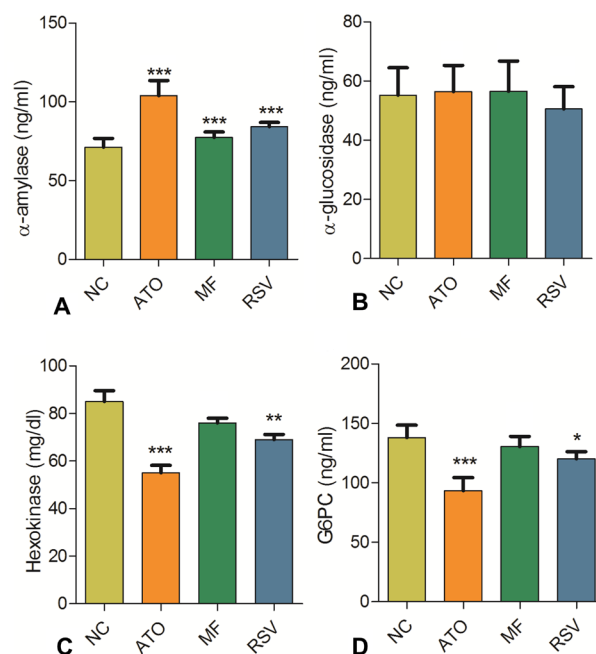 α-amylase (ng/ml)
150
100
50
0
***
***
***
NC
ATO
MF
RSV
A
α-glucosidase (ng/ml)
80
60
40
20
0
NC
ATO
MF
RSV
B
Hexokinase (mg/dl)
100
80
60
40
20
0
***
**
NC
ATO
MF
RSV
C
G6PC (ng/ml)
200
150
100
50
0
***
*
NC
ATO
MF
RSV
D